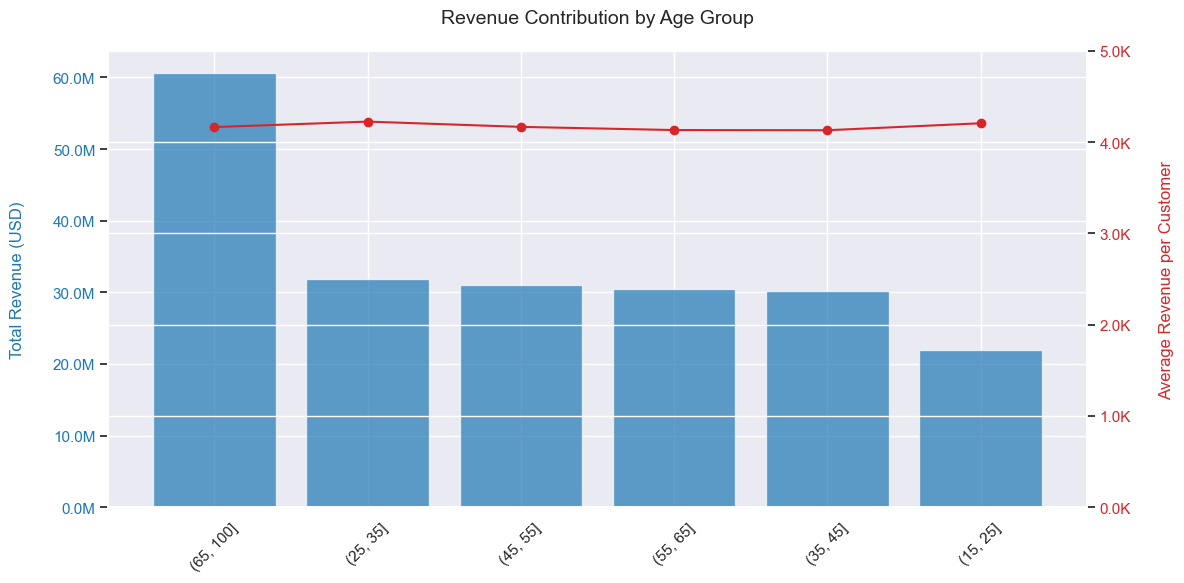 Revenue Contribution by Age Group
Total Revenue (USD)
60.0M
50.0M
40.0M
30.0M
20.0M
10.0M
0.0M
5.0K
4.0K
3.0K
2.0K
1.0K
0.0K
Average Revenue per Customer
(65, 100]
(25, 35]
(45, 55]
(55, 65]
(35, 45]
(15, 25]